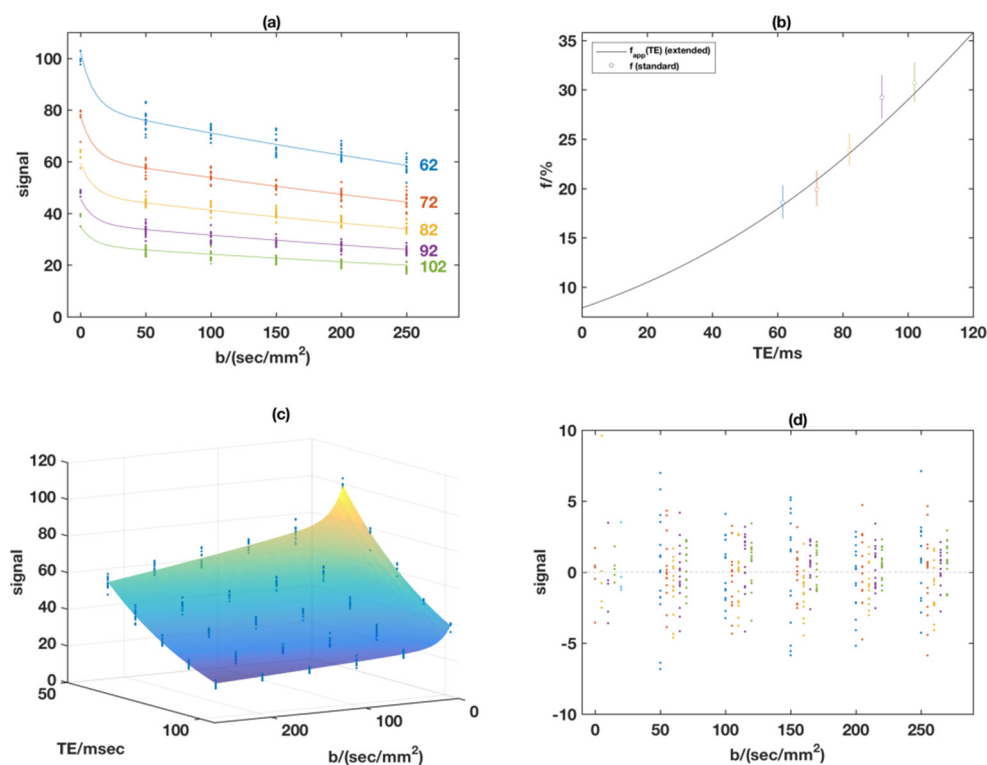 (a)
100
80
60
40
20
0
signal
62
72
82
92
102
0 50 100 150 200 250
b/(sec/mm²)
(b)
35
30
25
20
15
10
f/%
f_app(TE) (extended)
f (standard)
0 20 40 60 80 100 120
TE/ms
(c)
120
100
80
60
40
20
0
signal
50
100
TE/msec
200
100
0
b/(sec/mm²)
(d)
10
5
0
-5
-10
signal
0 50 100 150 200 250
b/(sec/mm²)